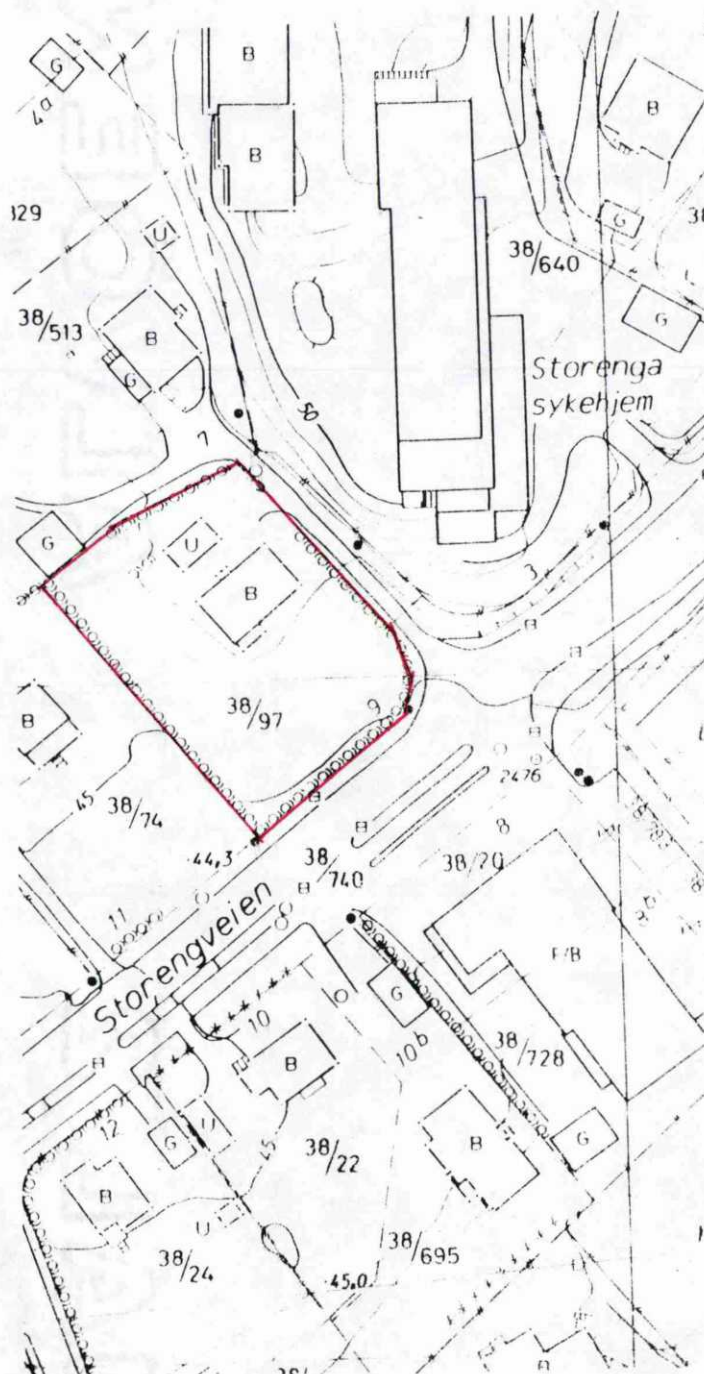 B
G
4a
B
B
329
U
G
38/640
38
38/513
B
G
G
Storenga
sykehjem
7
G
U
B
3
38/97
9
B
2476
45
38/74
44,3
38/740
8
38/20
11
Storengveien
F/B
G
10
10b
38/728
B
12
G
U
45
38/22
B
G
B
U
38/24
38/695
45,0
B